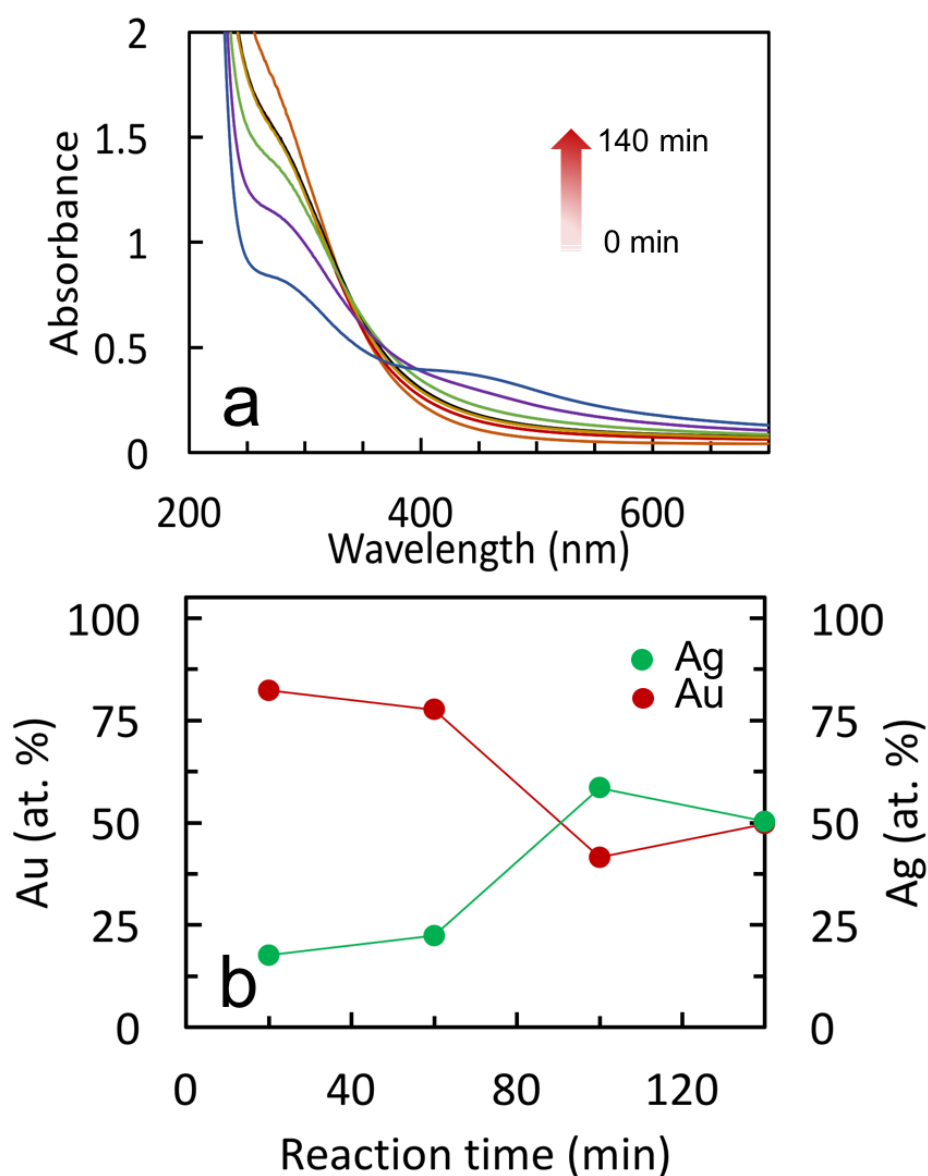 2
1.5
1
0.5
0
Absorbance
140 min
0 min
a
200 400 600
Wavelength (nm)
100 100
75 75
50 50
25 25
0 0
Au (at. %)
Ag (at. %)
Ag
Au
b
0 40 80 120
Reaction time (min)